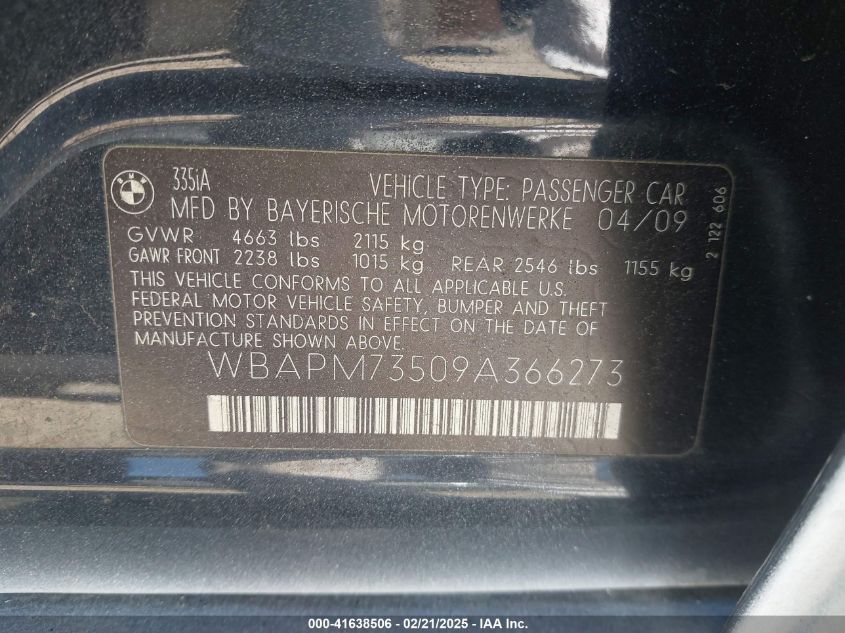 BMW
335iA VEHICLE TYPE: PASSENGER CAR
MFD BY BAYERISCHE MOTORENWERKE 04/09
GVWR 4663 lbs 2115 kg
GAWR FRONT 2238 lbs 1015 kg REAR 2546 lbs 1155 kg
THIS VEHICLE CONFORMS TO ALL APPLICABLE U.S.
FEDERAL MOTOR VEHICLE SAFETY, BUMPER AND THEFT
PREVENTION STANDARDS IN EFFECT ON THE DATE OF
MANUFACTURE SHOWN ABOVE.
WBAPM73509A366273
2 122 606
000-41638506 - 02/21/2025 - IAAI.COM